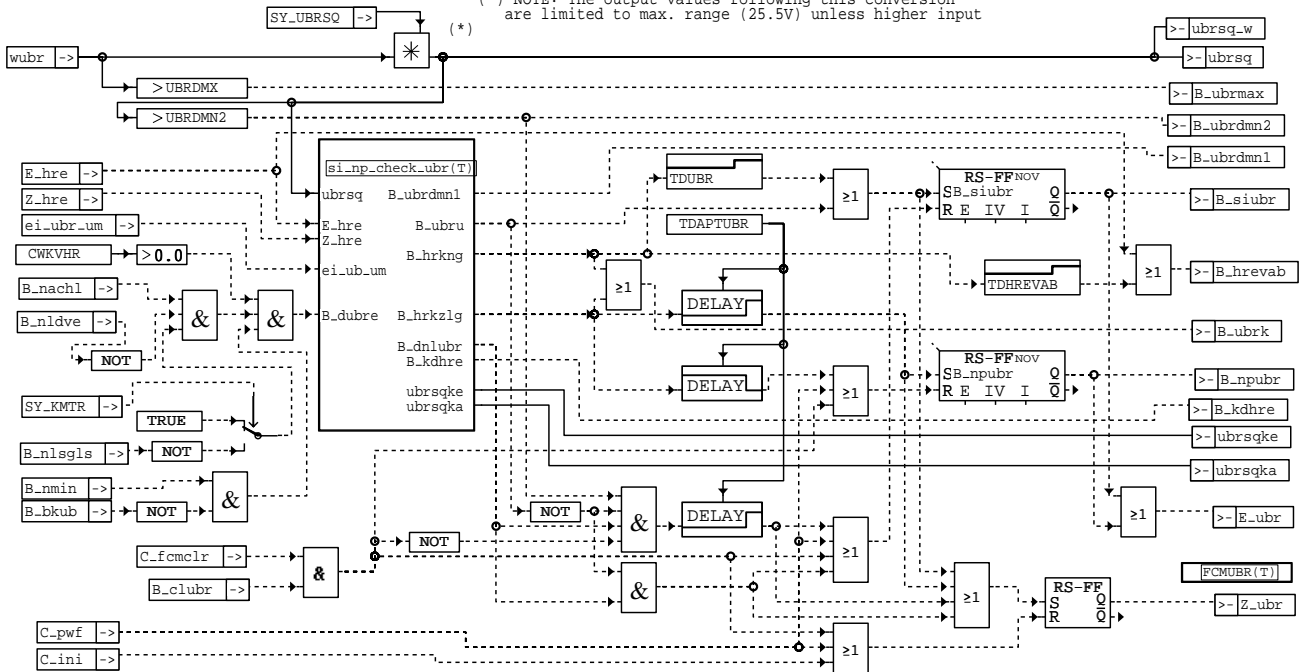 (*) NOTE: The output values following this conversion
are limited to max. range (25.5V) unless higher input
SY_UBRSQ ->
(*)
wubr ->
*
>- ubrsq_w
>- ubrsq
>UBRDMX
>- B_ubrmax
>UBRDMN2
>- B_ubrdmn2
>- B_ubrdmn1
E_hre ->
Z_hre ->
ei_ubr_um ->
CWKVHR
>0.0
B_nachl ->
B_nldve ->
NOT
&
&
SY_KMTR ->
TRUE
B_nlsgls ->
NOT
B_nmin ->
B_bkub ->
NOT
&
si_np_check_ubr(T)
ubrsq
B_ubrdmn1
E_hre
B_ubru
Z_hre
B_hrkng
ei_ub_um
B_dubre
B_hrkzlg
B_dnlubr
B_kdhre
ubrsqke
ubrsqka
TDUBR
TDAPTUBR
≥1
≥1
DELAY
DELAY
≥1
RS-FF NOV
S B_siubr Q
R E IV I Q
>- B_siubr
TDHREVAB
≥1
>- B_hrevab
>- B_ubrk
RS-FF NOV
S B_npubr Q
R E IV I Q
>- B_npubr
>- B_kdhre
>- ubrsqke
>- ubrsqka
≥1
>- E_ubr
NOT
&
DELAY
≥1
C_fcmclr ->
B_clubr ->
&
NOT
&
≥1
RS-FF
S Q
R Q
FCMUBR(T)
>- Z_ubr
C_pwf ->
C_ini ->
≥1